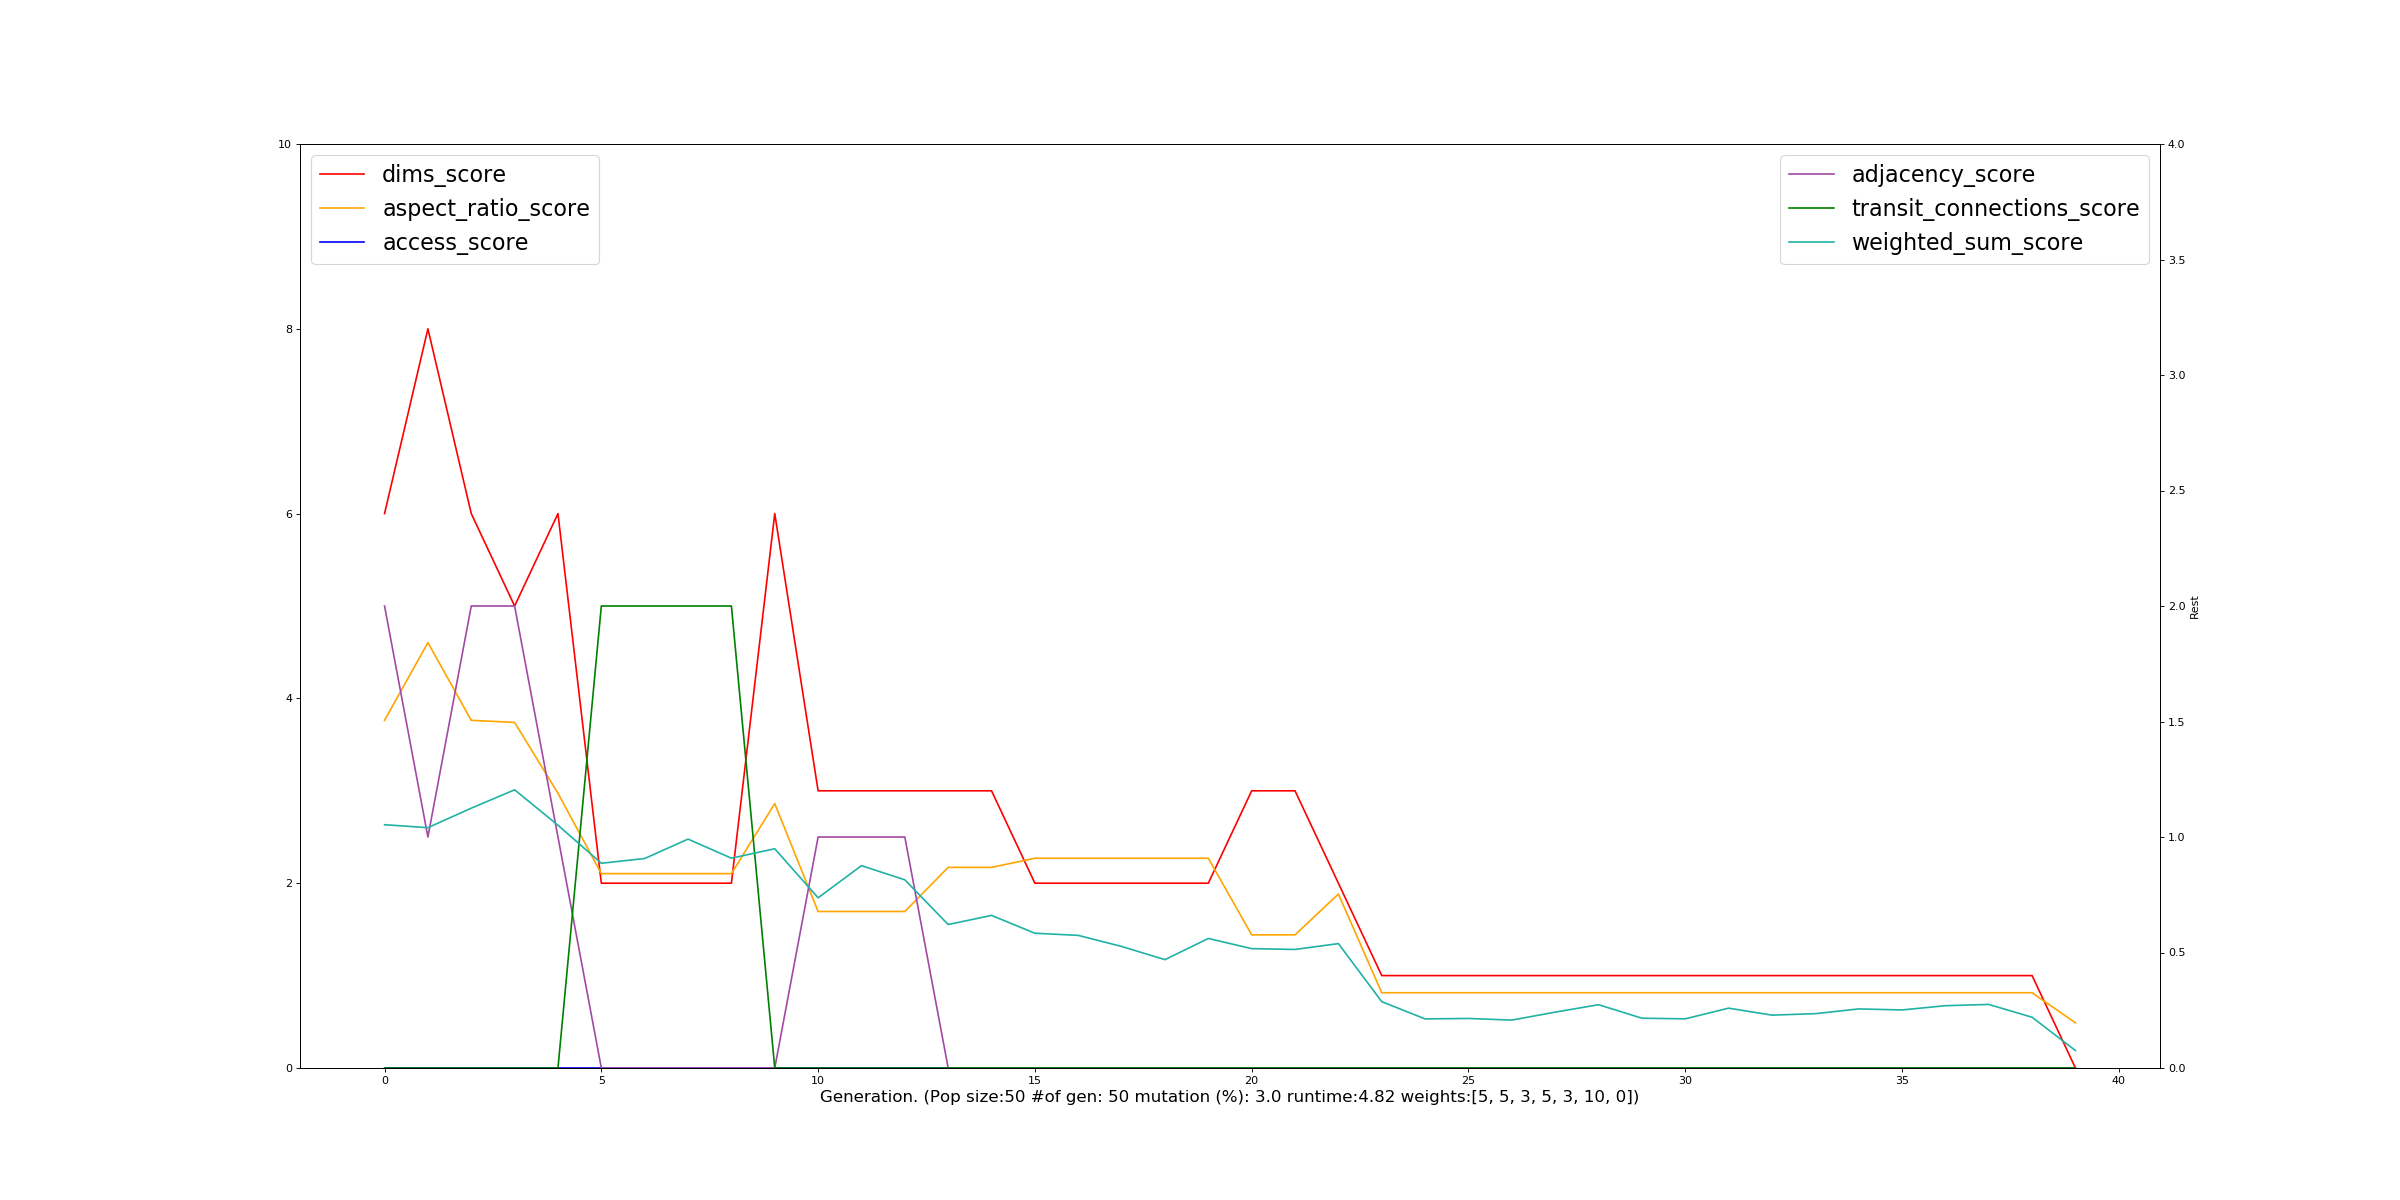 10
8
6
4
2
0
dims_score
aspect_ratio_score
access_score
adjacency_score
transit_connections_score
weighted_sum_score
4.0
3.5
3.0
2.5
2.0
1.5
1.0
0.5
0.0
Rest
0 5 10 15 20 25 30 35 40
Generation. (Pop size:50 #of gen: 50 mutation (%): 3.0 runtime:4.82 weights:[5, 5, 3, 5, 3, 10, 0])